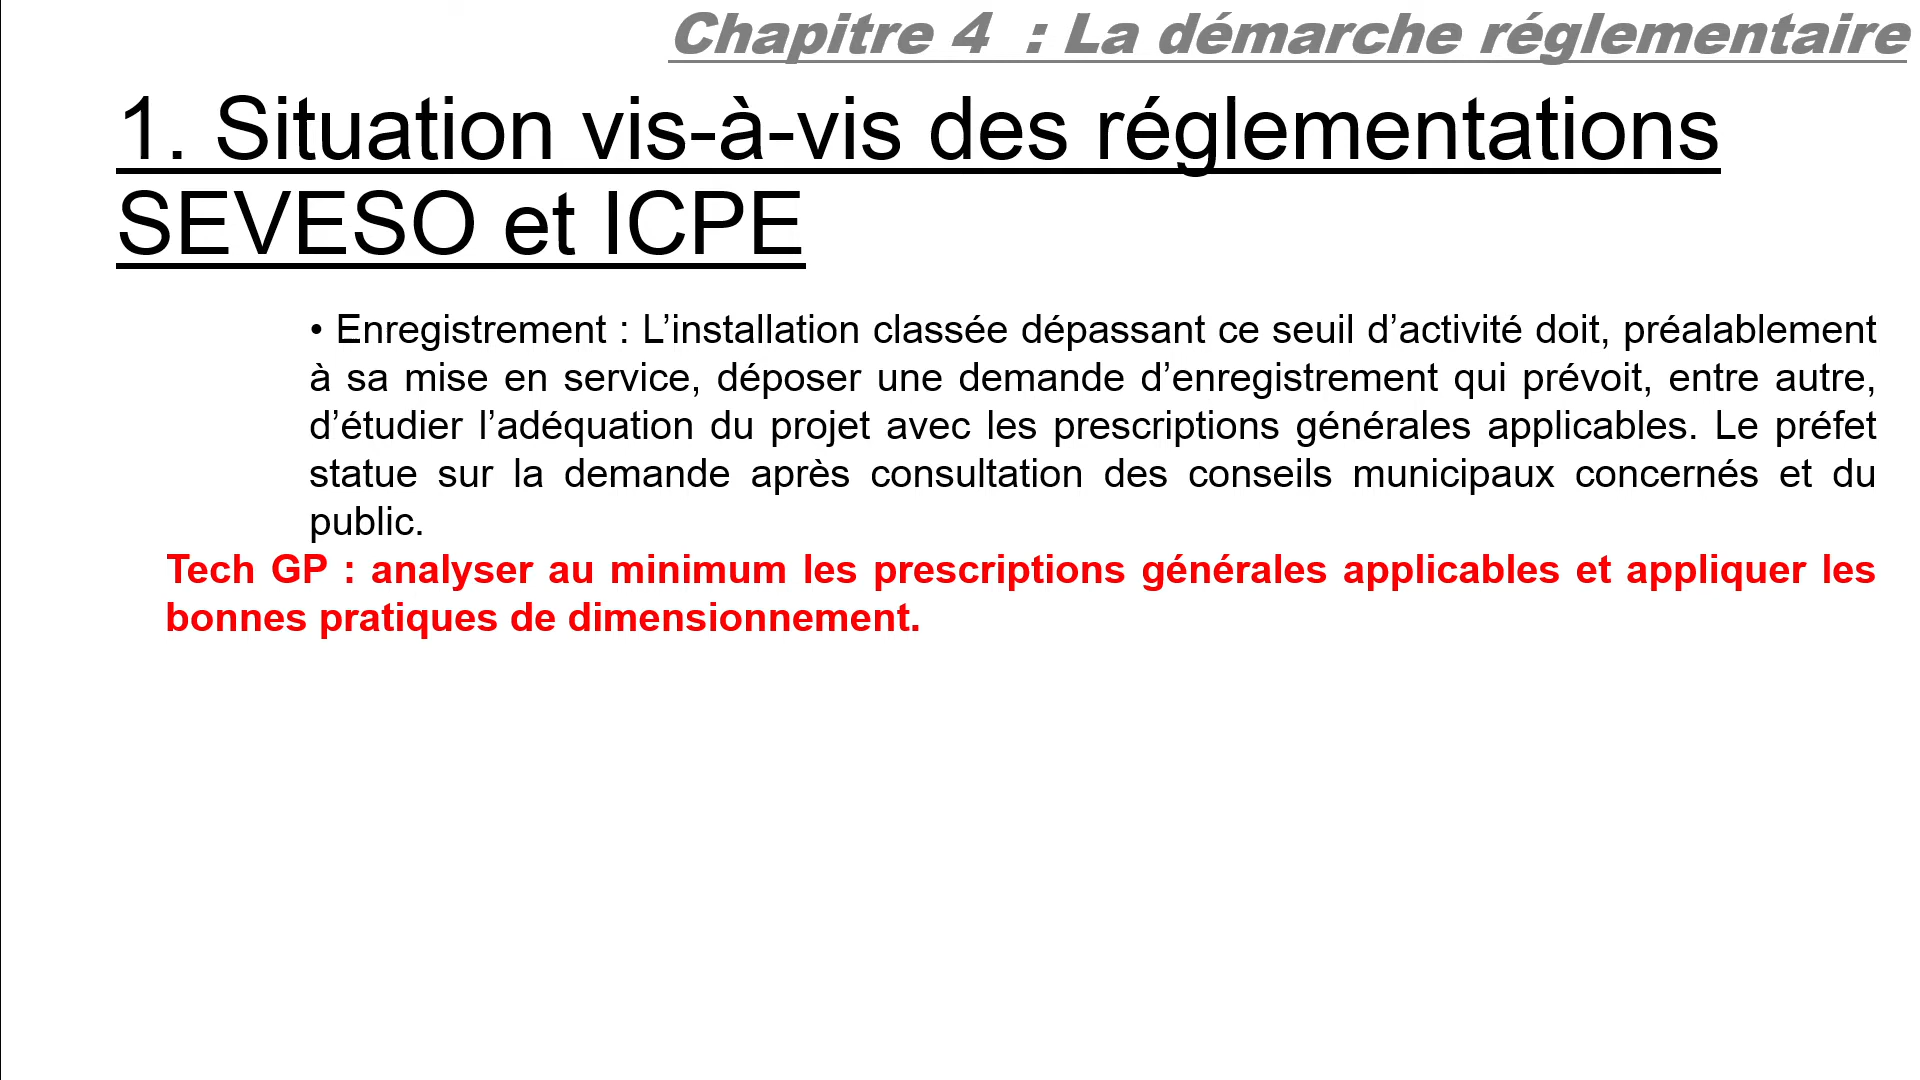 Chapitre 4  : La démarche réglementaire
1. Situation vis-à-vis des réglementations
SEVESO et ICPE
• Enregistrement : L’installation classée dépassant ce seuil d’activité doit, préalablement
à sa mise en service, déposer une demande d’enregistrement qui prévoit, entre autre,
d’étudier l’adéquation du projet avec les prescriptions générales applicables. Le préfet
statue sur la demande après consultation des conseils municipaux concernés et du
public.
Tech GP : analyser au minimum les prescriptions générales applicables et appliquer les
bonnes pratiques de dimensionnement.